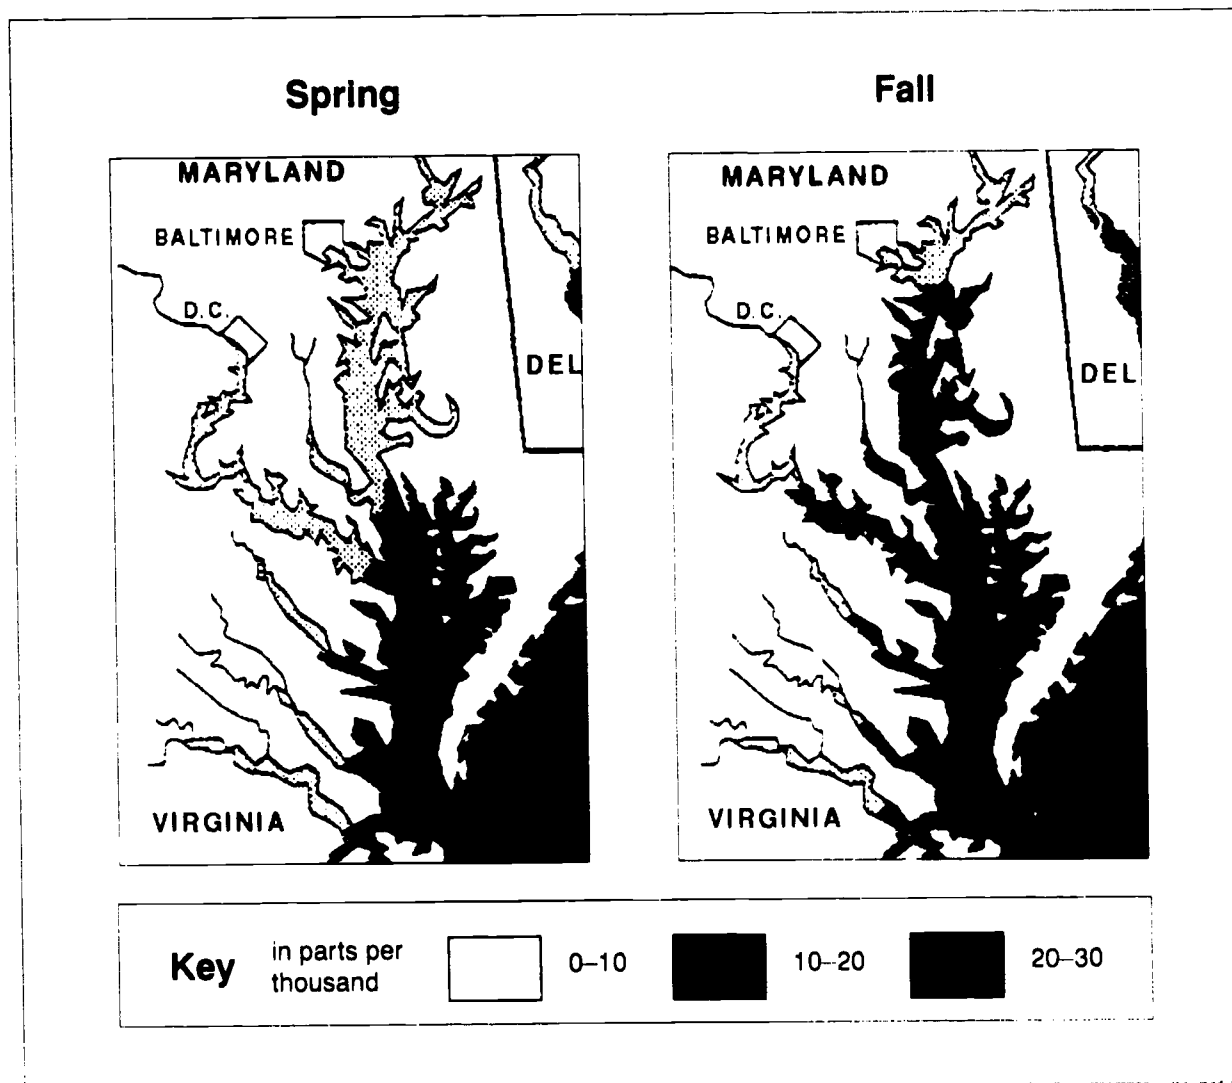 Spring
Fall
MARYLAND
BALTIMORE
D.C.
DEL
VIRGINIA
MARYLAND
BALTIMORE
D.C.
DEL
VIRGINIA
Key
in parts per
thousand
0–10
10–20
20–30